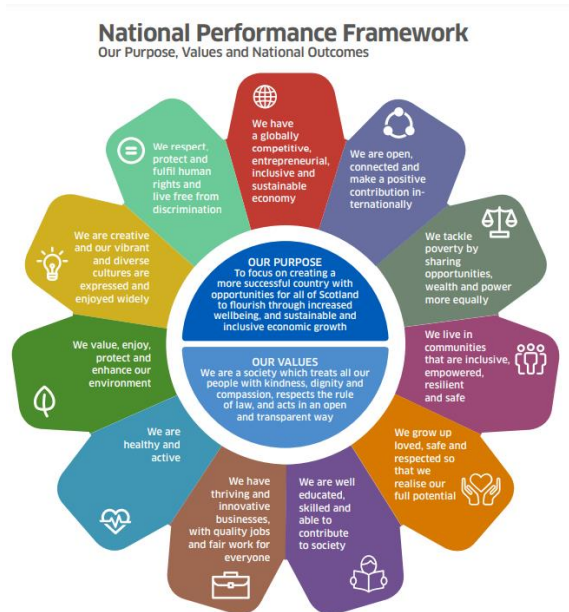 National Performance Framework
Our Purpose, Values and National Outcomes
We have
a globally
competitive,
entrepreneurial,
inclusive and
sustainable
economy
We are open,
connected and
make a positive
contribution in-
ternationally
We tackle
poverty by
sharing
opportunities,
wealth and power
more equally
We live in
communities
that are inclusive,
empowered,
resilient
and safe
We grow up
loved, safe and
respected so
that we
realise our
full potential
We are well
educated,
skilled and
able to
contribute
to society
We have
thriving and
innovative
businesses,
with quality jobs
and fair work for
everyone
We are
healthy and
active
We value, enjoy,
protect and
enhance our
environment
We are creative
and our vibrant
and diverse
cultures are
expressed and
enjoyed widely
We respect,
protect and
fulfil human
rights and
live free from
discrimination
OUR PURPOSE
To focus on creating a
more successful country with
opportunities for all of Scotland
to flourish through increased
wellbeing, and sustainable and
inclusive economic growth
OUR VALUES
We are a society which treats all our
people with kindness, dignity and
compassion, respects the rule
of law, and acts in an open
and transparent way